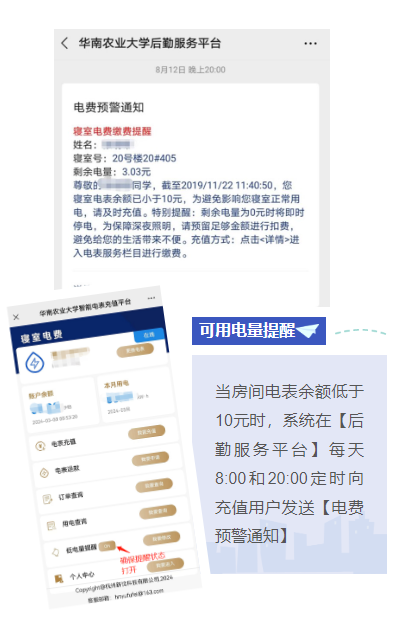 华南农业大学后勤服务平台
8月12日 晚上20:00
电费预警通知
寝室电费缴费提醒
姓名：
寝室号：20号楼20#405
剩余电量：3.03元
尊敬的 同学，截至2019/11/22 11:40:50，您
寝室电表余额已小于10元，为避免影响您寝室正常用
电，请及时充值。特别提醒：剩余电量为0元时将即时
停电，为保障深夜照明，请预留足够金额进行扣费，
避免给您的生活带来不便。充值方式：点击<详情>进
入电表服务栏目进行缴费。
华南农业大学智能电表充值平台
寝室电费
在线
账户余额
本月用电
电表充值
电表退款
订单查询
用电查询
低电量提醒
确保提醒状态
打开
个人中心
可用电量提醒
当房间电表余额低于
10元时，系统在【后
勤服务平台】每天
8:00和20:00定时向
充值用户发送【电费
预警通知】